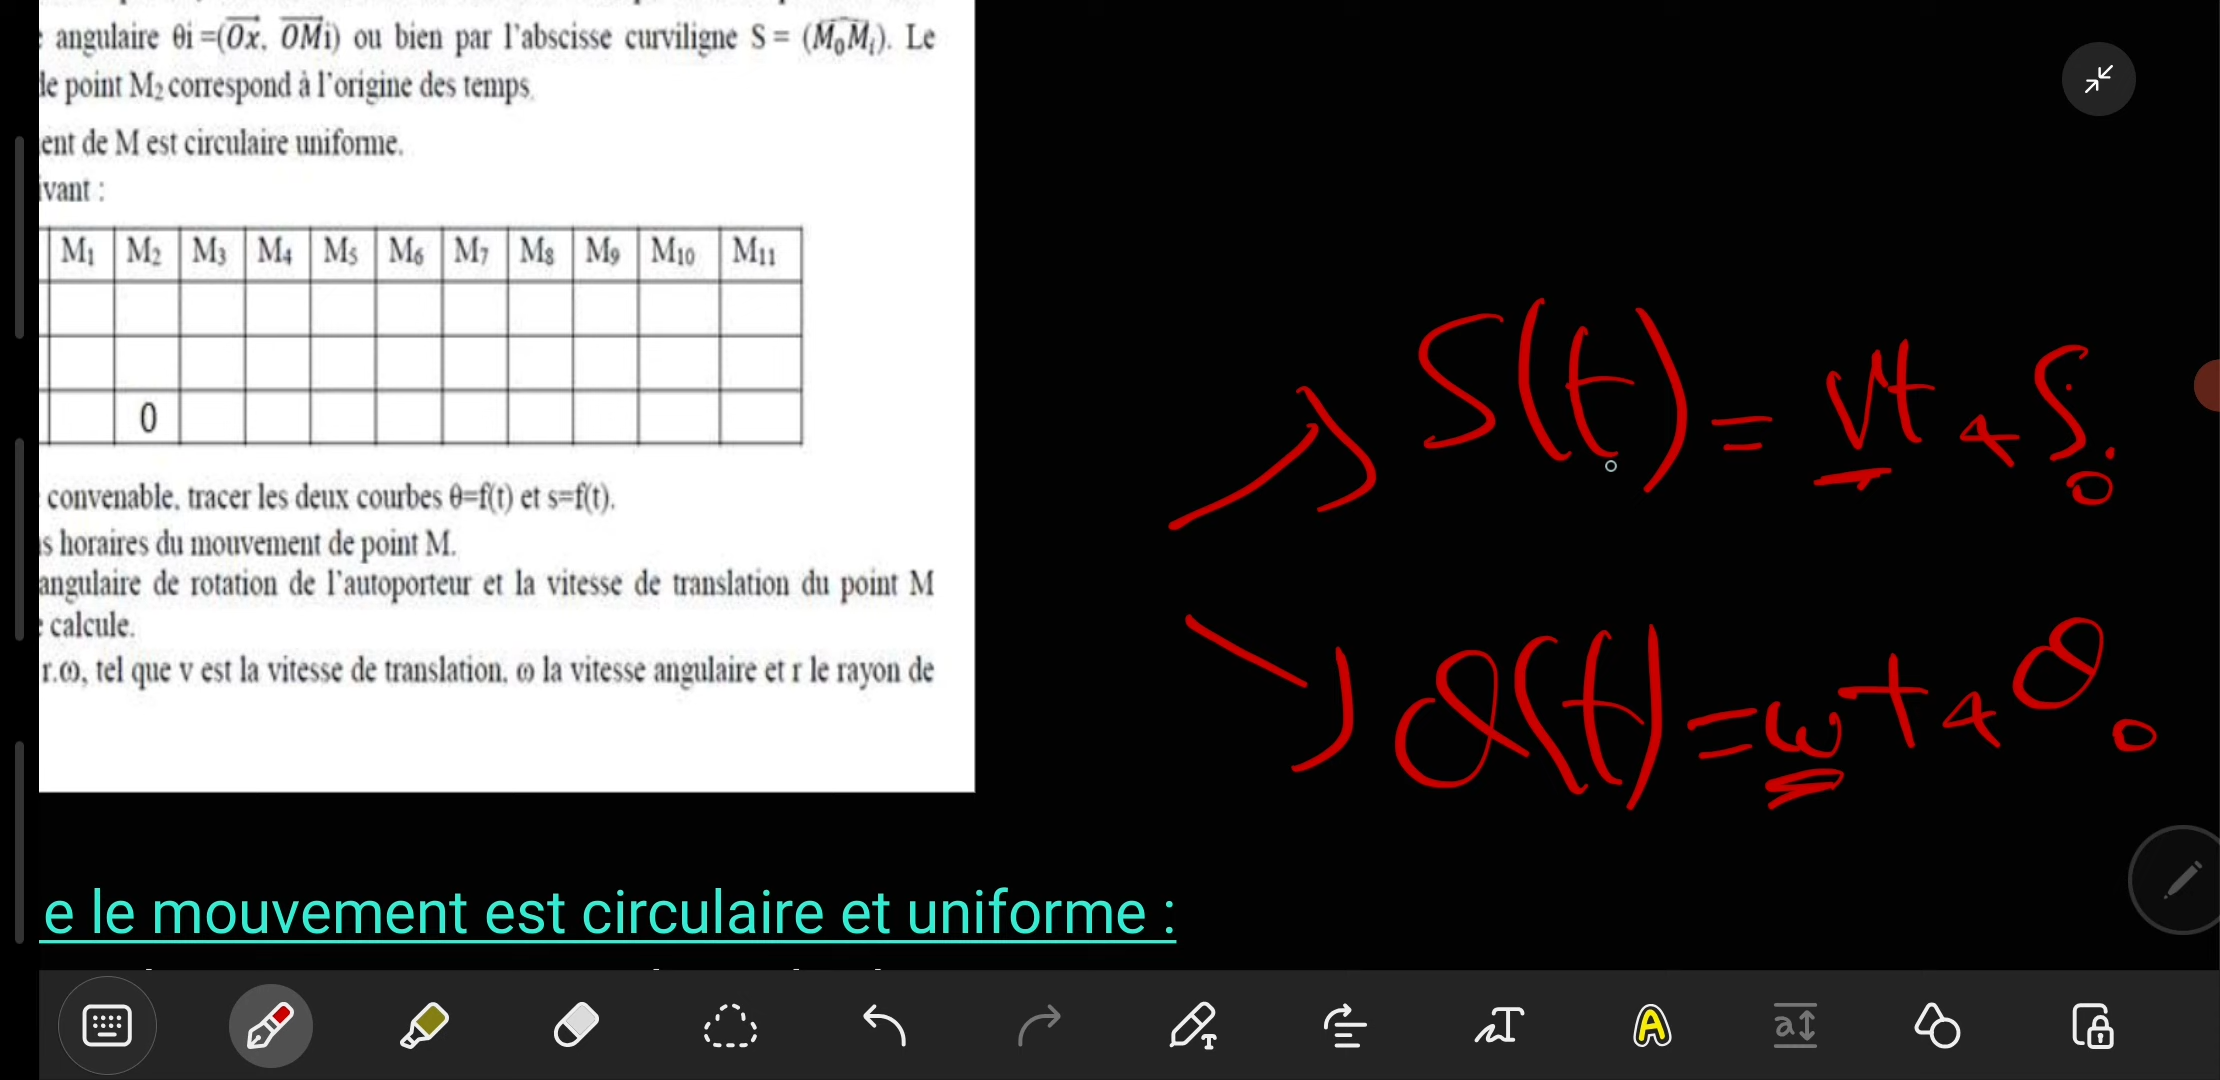 angulaire θi =(Ox, OMi) ou bien par l'abscisse curviligne S = (M₀Mᵢ). Le
le point M₂ correspond à l'origine des temps.
ent de M est circulaire uniforme.
vant :
M₁ M₂ M₃ M₄ M₅ M₆ M₇ M₈ M₉ M₁₀ M₁₁
0
convenable, tracer les deux courbes θ=f(t) et s=f(t).
s horaires du mouvement de point M.
angulaire de rotation de l'autoporteur et la vitesse de translation du point M
calcule.
r.ω, tel que v est la vitesse de translation, ω la vitesse angulaire et r le rayon de
S(t) = vt + S₀
θ(t) = ωt + θ₀
e le mouvement est circulaire et uniforme :